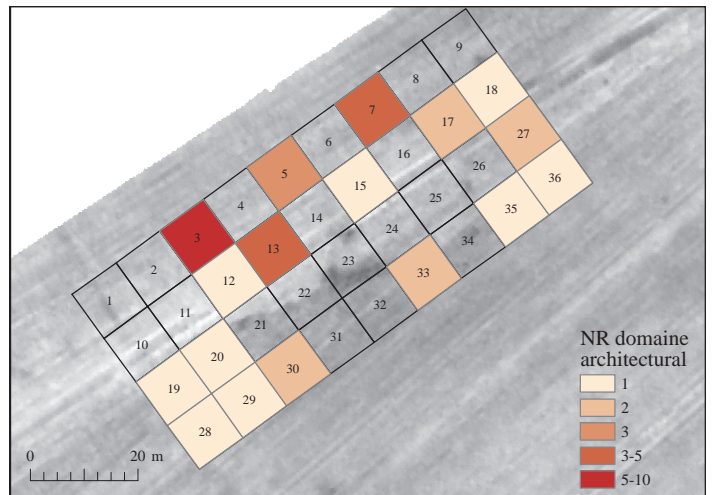 1 2 3 4 5 6 7 8 9
10 11 12 13 14 15 16 17 18
19 20 21 22 23 24 25 26 27
28 29 30 31 32 33 34 35 36
NR domaine
architectural
1
2
3
3-5
5-10
0 20 m